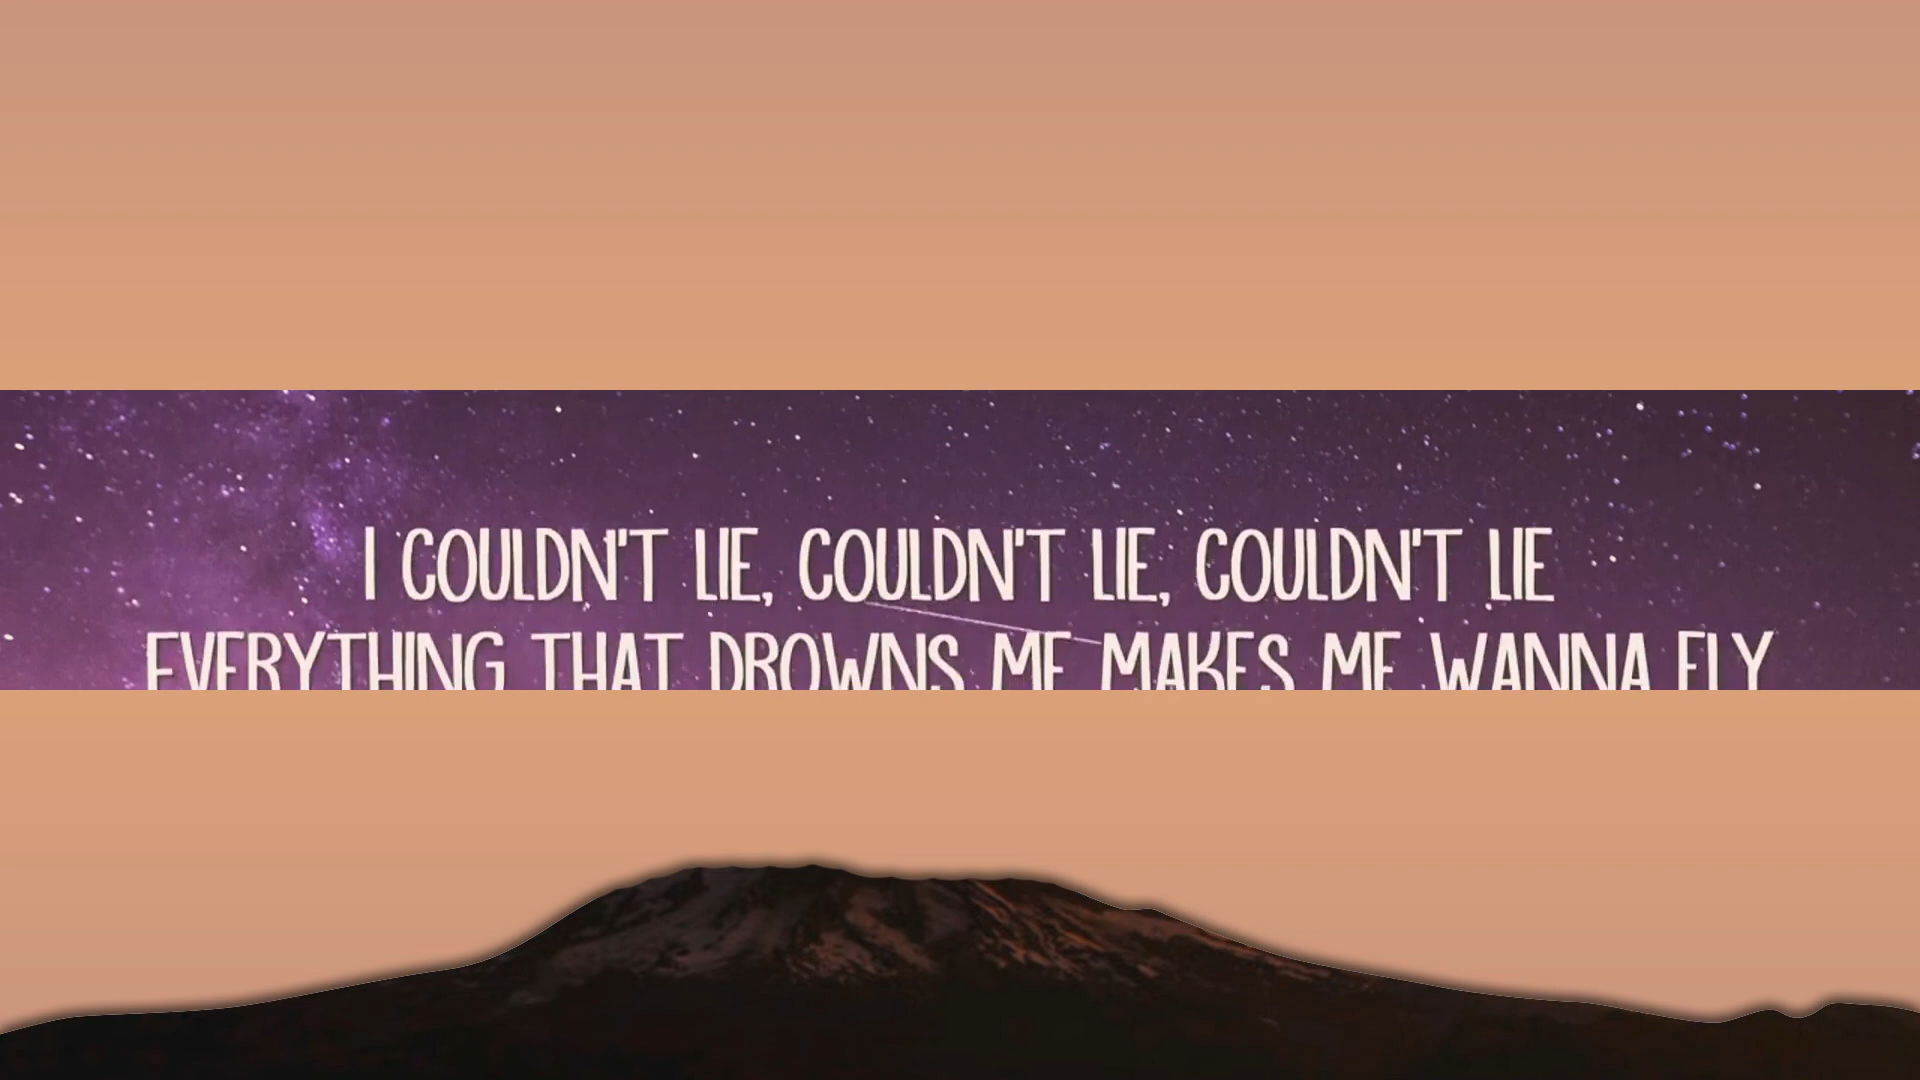 I COULDN'T LIE, COULDN'T LIE, COULDN'T LIE
EVERYTHING THAT DROWNS ME MAKES ME WANNA FLY